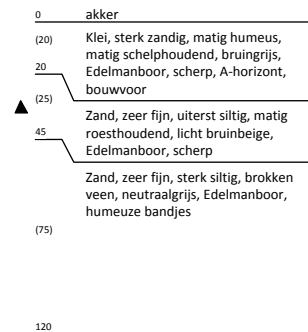 0 akker
(20) Klei, sterk zandig, matig humeus,
matig schelphoudend, bruingrijs,
20 Edelmanboor, scherp, A-horizont,
bouwvoor
(25)
Zand, zeer fijn, uiterst siltig, matig
45 roesthoudend, licht bruinbeige,
Edelmanboor, scherp
Zand, zeer fijn, sterk siltig, brokken
veen, neutraalgrijs, Edelmanboor,
humeuze bandjes
(75)
120